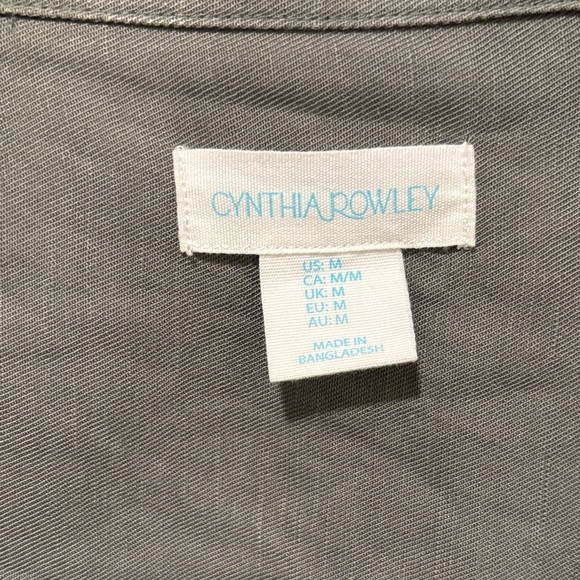 CYNTHIA ROWLEY
US: M
CA: M/M
UK: M
EU: M
AU: M
MADE IN
BANGLADESH